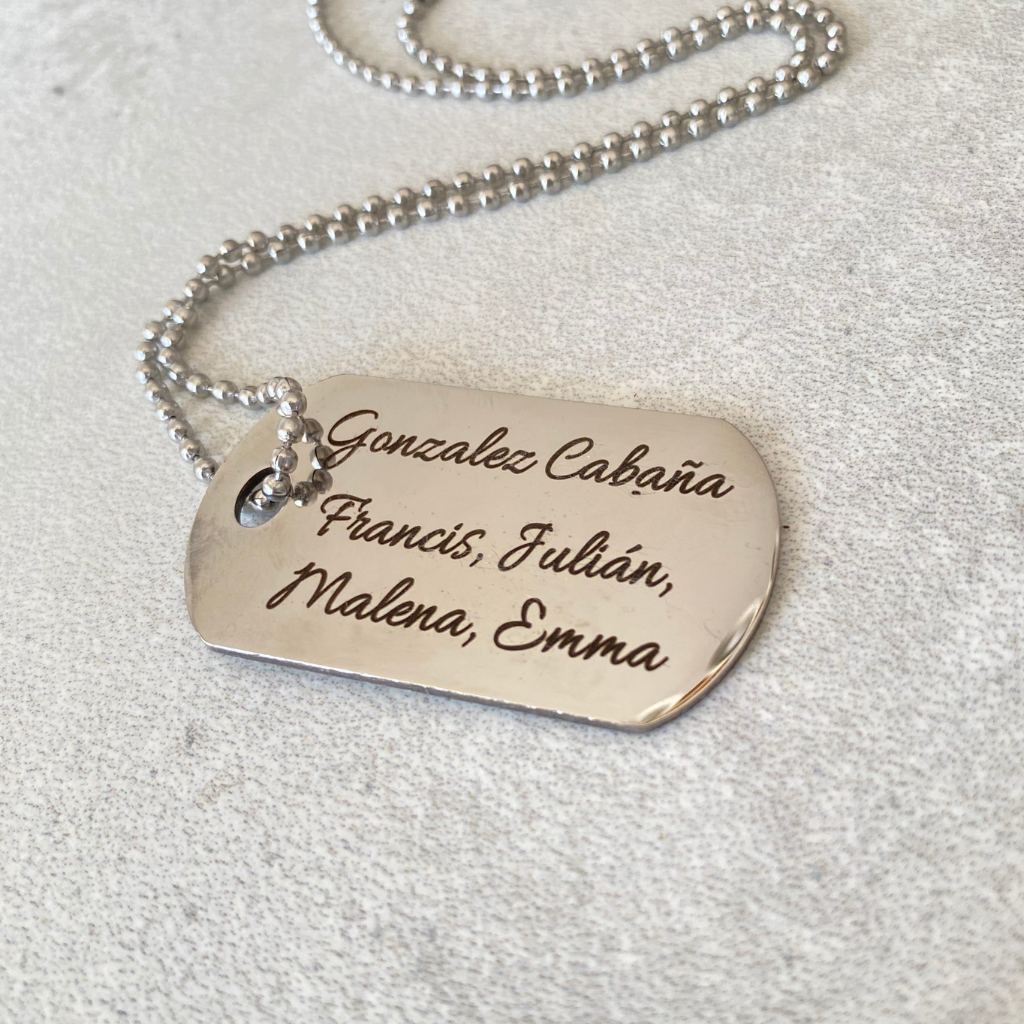 Gonzalez Cabaña
Francis, Julián,
Malena, Emma